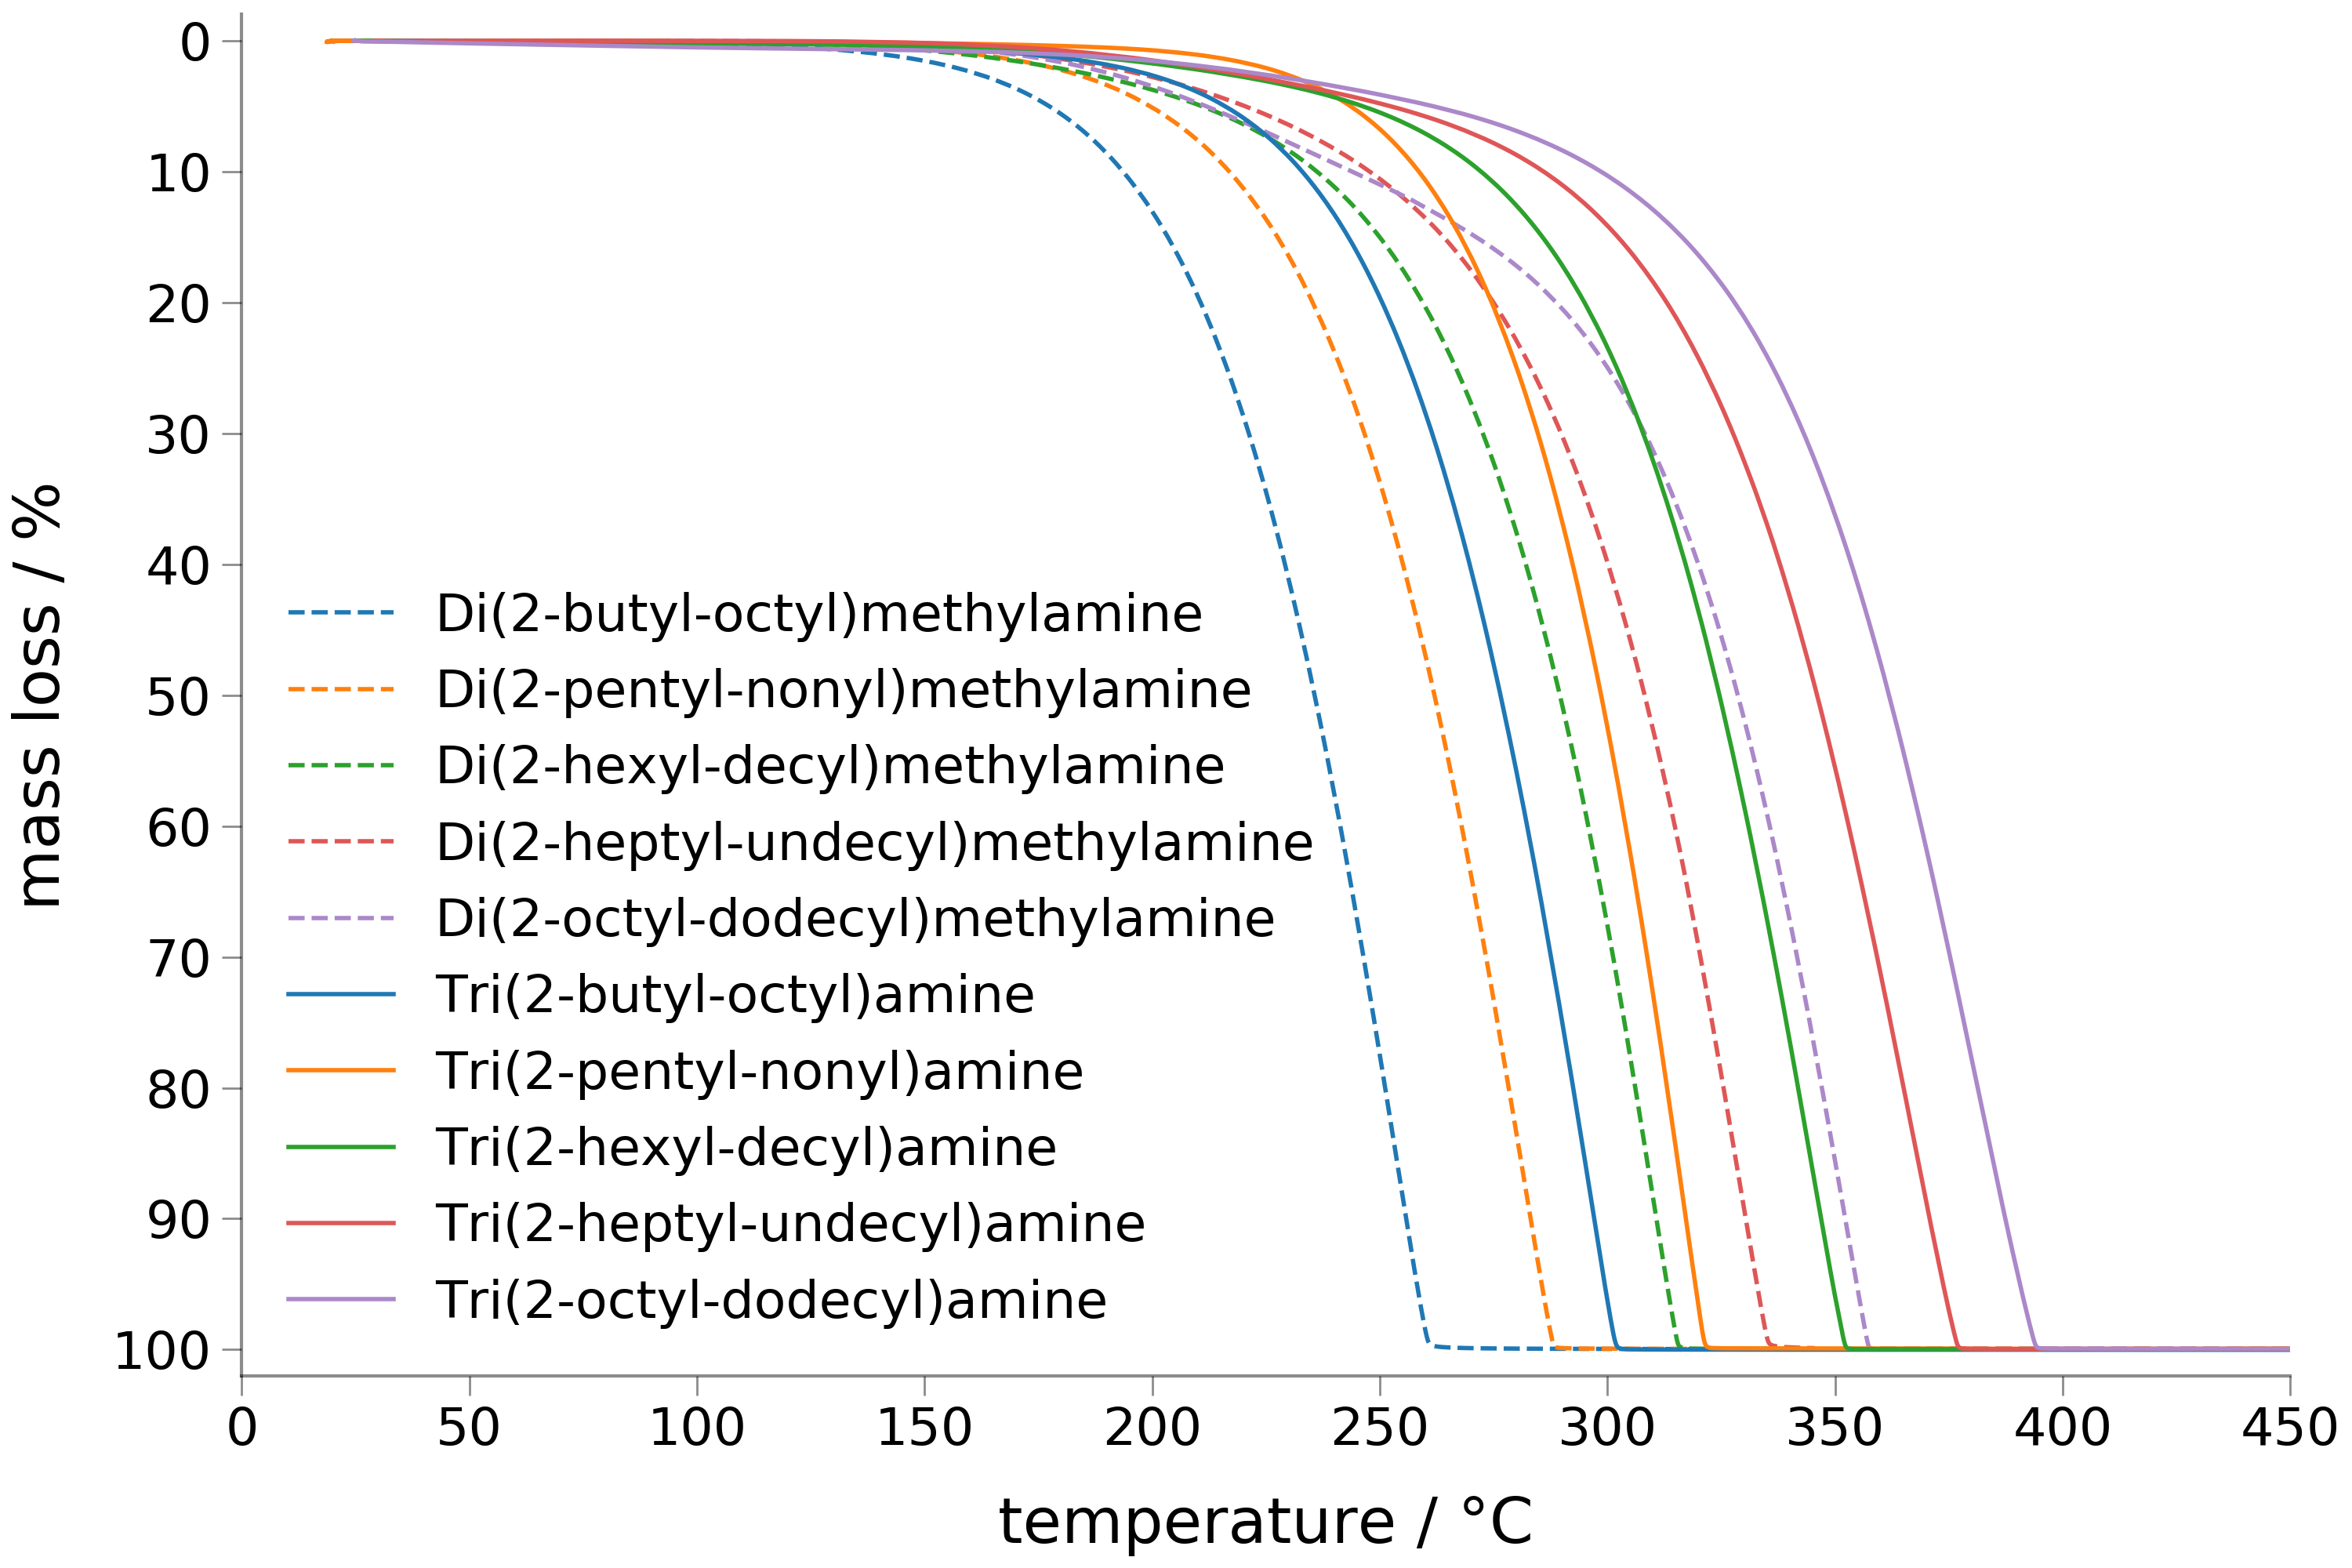 0
10
20
30
40
50
60
70
80
90
100
mass loss / %
Di(2-butyl-octyl)methylamine
Di(2-pentyl-nonyl)methylamine
Di(2-hexyl-decyl)methylamine
Di(2-heptyl-undecyl)methylamine
Di(2-octyl-dodecyl)methylamine
Tri(2-butyl-octyl)amine
Tri(2-pentyl-nonyl)amine
Tri(2-hexyl-decyl)amine
Tri(2-heptyl-undecyl)amine
Tri(2-octyl-dodecyl)amine
0 50 100 150 200 250 300 350 400 450
temperature / °C